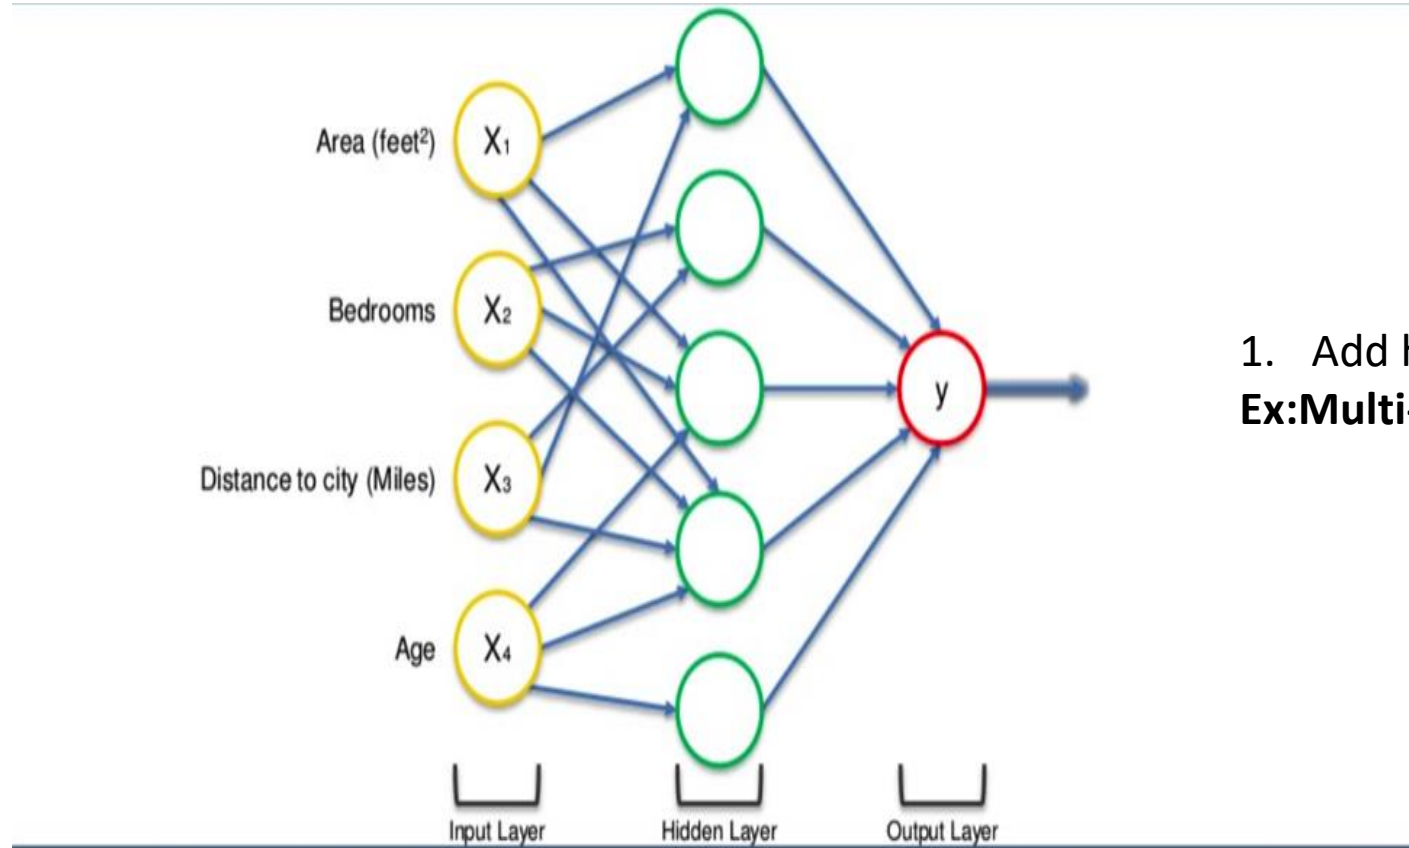 Area (feet²)
X₁
Bedrooms
X₂
Distance to city (Miles)
X₃
Age
X₄
y
Input Layer
Hidden Layer
Output Layer
1. Add
Ex:Multi-